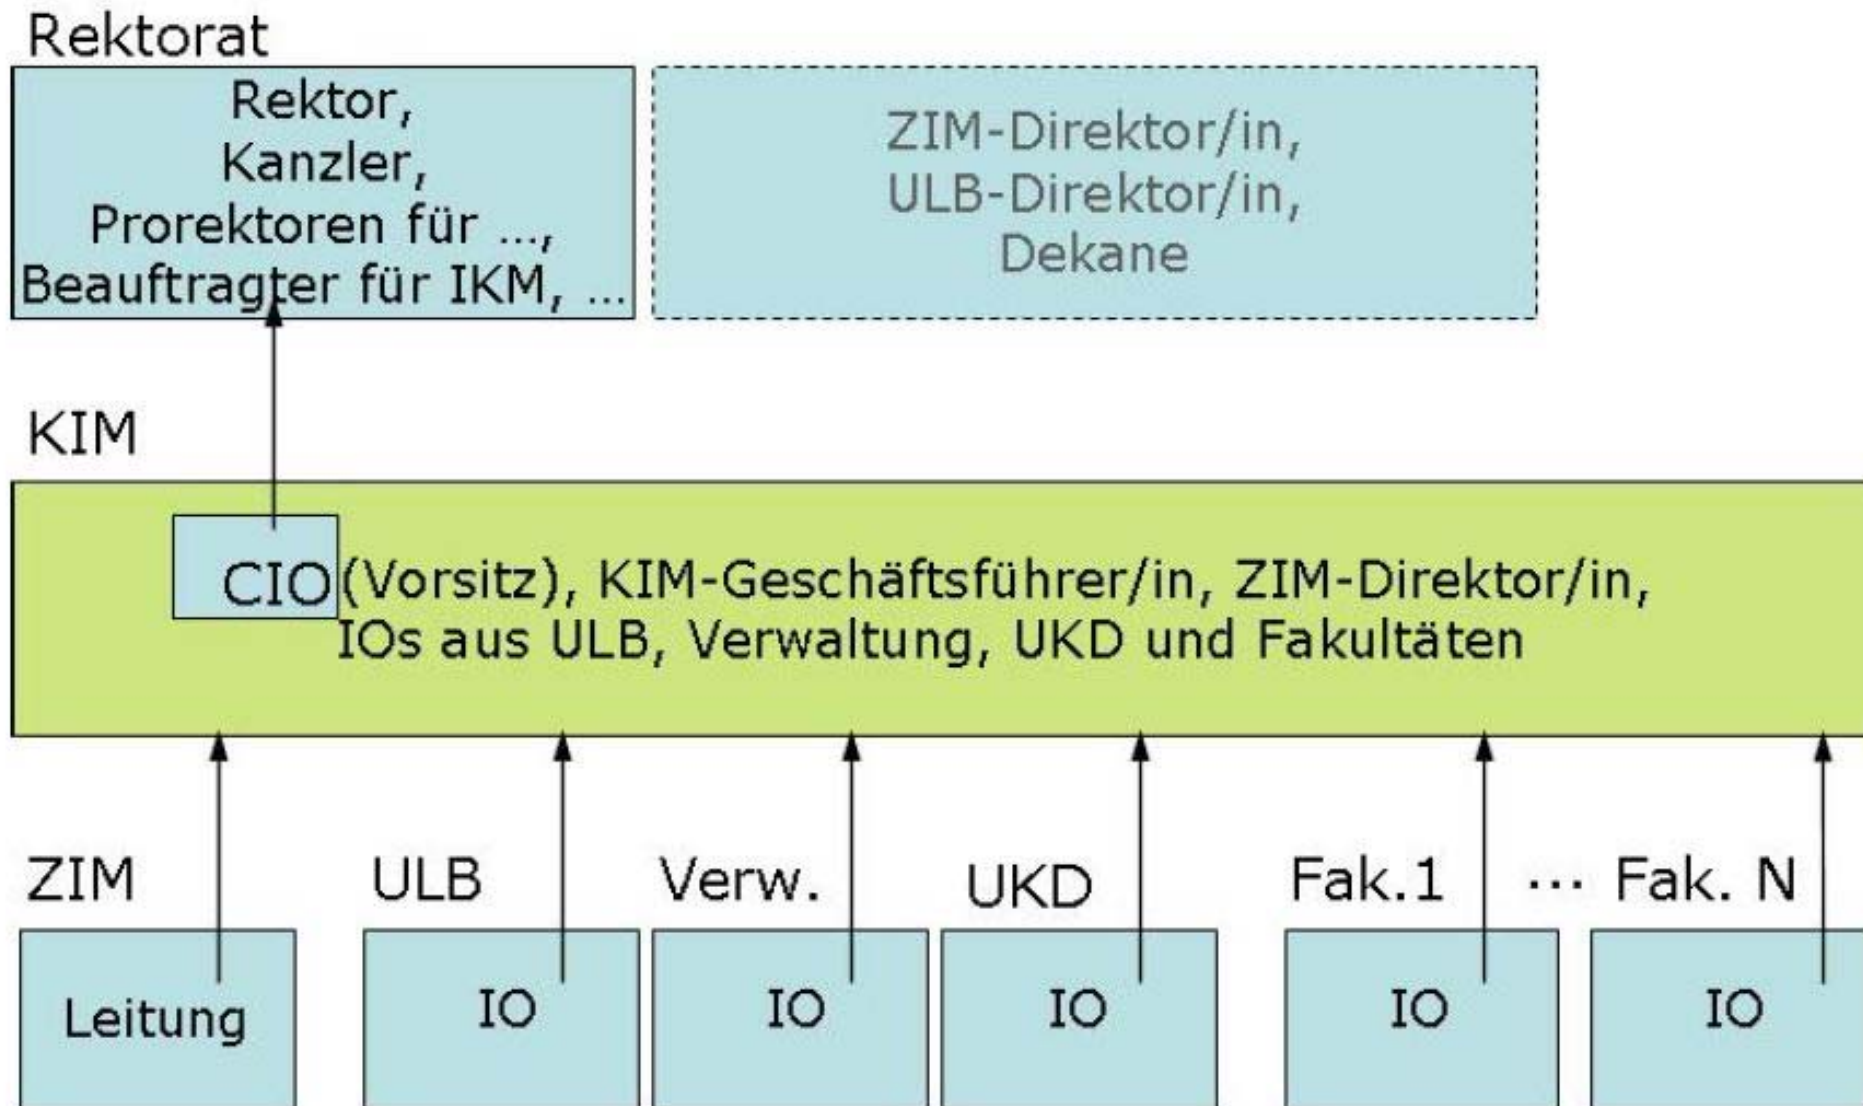 Rektorat
Rektor,
Kanzler,
Prorektoren für ...,
Beauftragter für IKM, ...
ZIM-Direktor/in,
ULB-Direktor/in,
Dekane
KIM
CIO (Vorsitz), KIM-Geschäftsführer/in, ZIM-Direktor/in,
IOs aus ULB, Verwaltung, UKD und Fakultäten
ZIM
ULB
Verw.
UKD
Fak.1
...
Fak. N
Leitung
IO
IO
IO
IO
IO